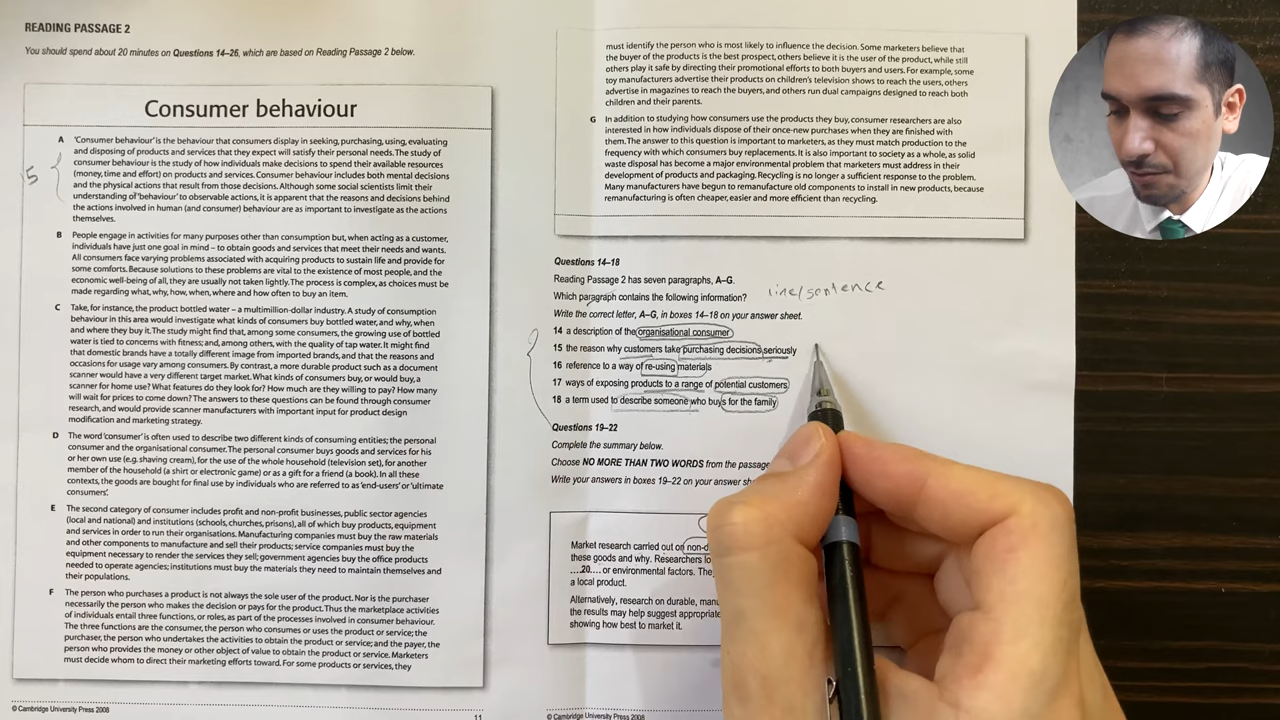 READING PASSAGE 2
You should spend about 20 minutes on Questions 14–26, which are based on Reading Passage 2 below.
Consumer behaviour
A 'Consumer behaviour' is the behaviour that consumers display in seeking, purchasing, using, evaluating
and disposing of products and services that they expect will satisfy their personal needs. The study of
consumer behaviour is the study of how individuals make decisions to spend their available resources
(money, time and effort) on products and services. Consumer behaviour includes both mental decisions
and the physical actions that result from those decisions. Although some social scientists limit their
understanding of 'behaviour' to observable actions, it is apparent that the reasons and decisions behind
the actions involved in human (and consumer) behaviour are as important to investigate as the actions
themselves.
5
B People engage in activities for many purposes other than consumption but, when acting as a customer,
individuals have just one goal in mind – to obtain goods and services that meet their needs and wants.
All consumers face varying problems associated with acquiring products to sustain life and provide for
some comforts. Because solutions to these problems are vital to the existence of most people, and the
economic well-being of all, they are usually not taken lightly. The process is complex, as choices must be
made regarding what, why, how, when, where and how often to buy an item.
C Take, for instance, the product bottled water – a multimillion-dollar industry. A study of consumption
behaviour in this area would investigate what kinds of consumers buy bottled water, and why, when
and where they buy it. The study might find that, among some consumers, the growing use of bottled
water is tied to concerns with fitness; and, among others, with the quality of tap water. It might find
that domestic brands have a totally different image from imported brands, and that the reasons and
occasions for usage vary among consumers. By contrast, a more durable product such as a document
scanner would have a very different target market. What kinds of consumers buy, or would buy, a
scanner for home use? What features do they look for? How much are they willing to pay? How many
will wait for prices to come down? The answers to these questions can be found through consumer
research, and would provide scanner manufacturers with important input for product design
modification and marketing strategy.
D The word 'consumer' is often used to describe two different kinds of consuming entities; the personal
consumer and the organisational consumer. The personal consumer buys goods and services for his
or her own use (e.g. shaving cream), for the use of the whole household (television set), for another
member of the household (a shirt or electronic game) or as a gift for a friend (a book). In all these
contexts, the goods are bought for final use by individuals who are referred to as 'end-users' or 'ultimate
consumers'.
E The second category of consumer includes profit and non-profit businesses, public sector agencies
(local and national) and institutions (schools, churches, prisons), all of which buy products, equipment
and services in order to run their organisations. Manufacturing companies must buy the raw materials
and other components to manufacture and sell their products; service companies must buy the
equipment necessary to render the services they sell; government agencies buy the office products
needed to operate agencies; institutions must buy the materials they need to maintain themselves and
their populations.
F The person who purchases a product is not always the sole user of the product. Nor is the purchaser
necessarily the person who makes the decision or pays for the product. Thus the marketplace activities
of individuals entail three functions, or roles, as part of the processes involved in consumer behaviour.
The three functions are the consumer, the person who consumes or uses the product or service; the
purchaser, the person who undertakes the activities to obtain the product or service; and the payer, the
person who provides the money or other object of value to obtain the product or service. Marketers
must decide whom to direct their marketing efforts toward. For some products or services, they
© Cambridge University Press 2008
11
must identify the person who is most likely to influence the decision. Some marketers believe that
the buyer of the products is the best prospect, others believe it is the user of the product, while still
others play it safe by directing their promotional efforts to both buyers and users. For example, some
toy manufacturers advertise their products on children's television shows to reach the users, others
advertise in magazines to reach the buyers, and others run dual campaigns designed to reach both
children and their parents.
G In addition to studying how consumers use the products they buy, consumer researchers are also
interested in how individuals dispose of their once-new purchases when they are finished with
them. The answer to this question is important to marketers, as they must match production to the
frequency with which consumers buy replacements. It is also important to society as a whole, as solid
waste disposal has become a major environmental problem that marketers must address in their
development of products and packaging. Recycling is no longer a sufficient response to the problem.
Many manufacturers have begun to remanufacture old components to install in new products, because
remanufacturing is often cheaper, easier and more efficient than recycling.
Questions 14–18
Reading Passage 2 has seven paragraphs, A–G.
Which paragraph contains the following information? line/sentence
Write the correct letter, A–G, in boxes 14–18 on your answer sheet.
14 a description of the organisational consumer
15 the reason why customers take purchasing decisions seriously
16 reference to a way of re-using materials
17 ways of exposing products to a range of potential customers
18 a term used to describe someone who buys for the family
Questions 19–22
Complete the summary below.
Choose NO MORE THAN TWO WORDS from the passage
Write your answers in boxes 19–22 on your answer
Market research carried out on non-d
these goods and why. Researchers lo
....20.... or environmental factors. The
a local product.
Alternatively, research on durable, manu
the results may help suggest appropriate
showing how best to market it.
© Cambridge University Press 2008